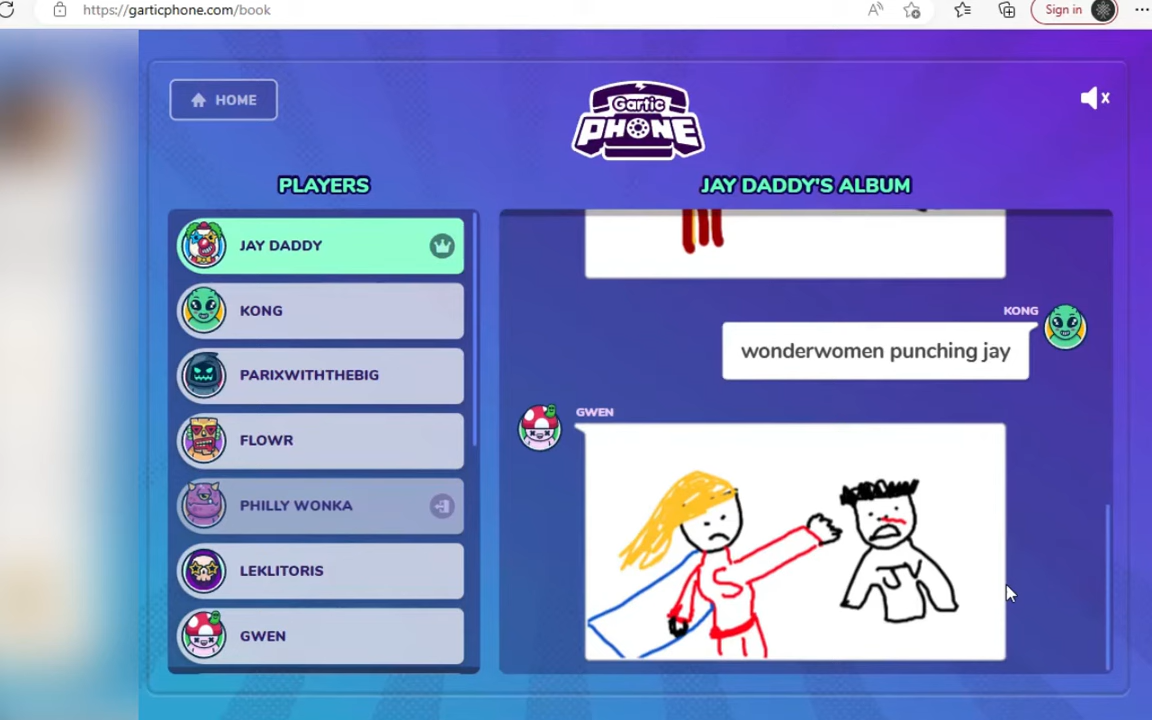 https://garticphone.com/book
Sign in
HOME
Gartic
PHONE
PLAYERS
JAY DADDY'S ALBUM
JAY DADDY
KONG
PARIXWITHTHEBIG
FLOWR
PHILLY WONKA
LEKLITORIS
GWEN
KONG
wonderwomen punching jay
GWEN
S
J